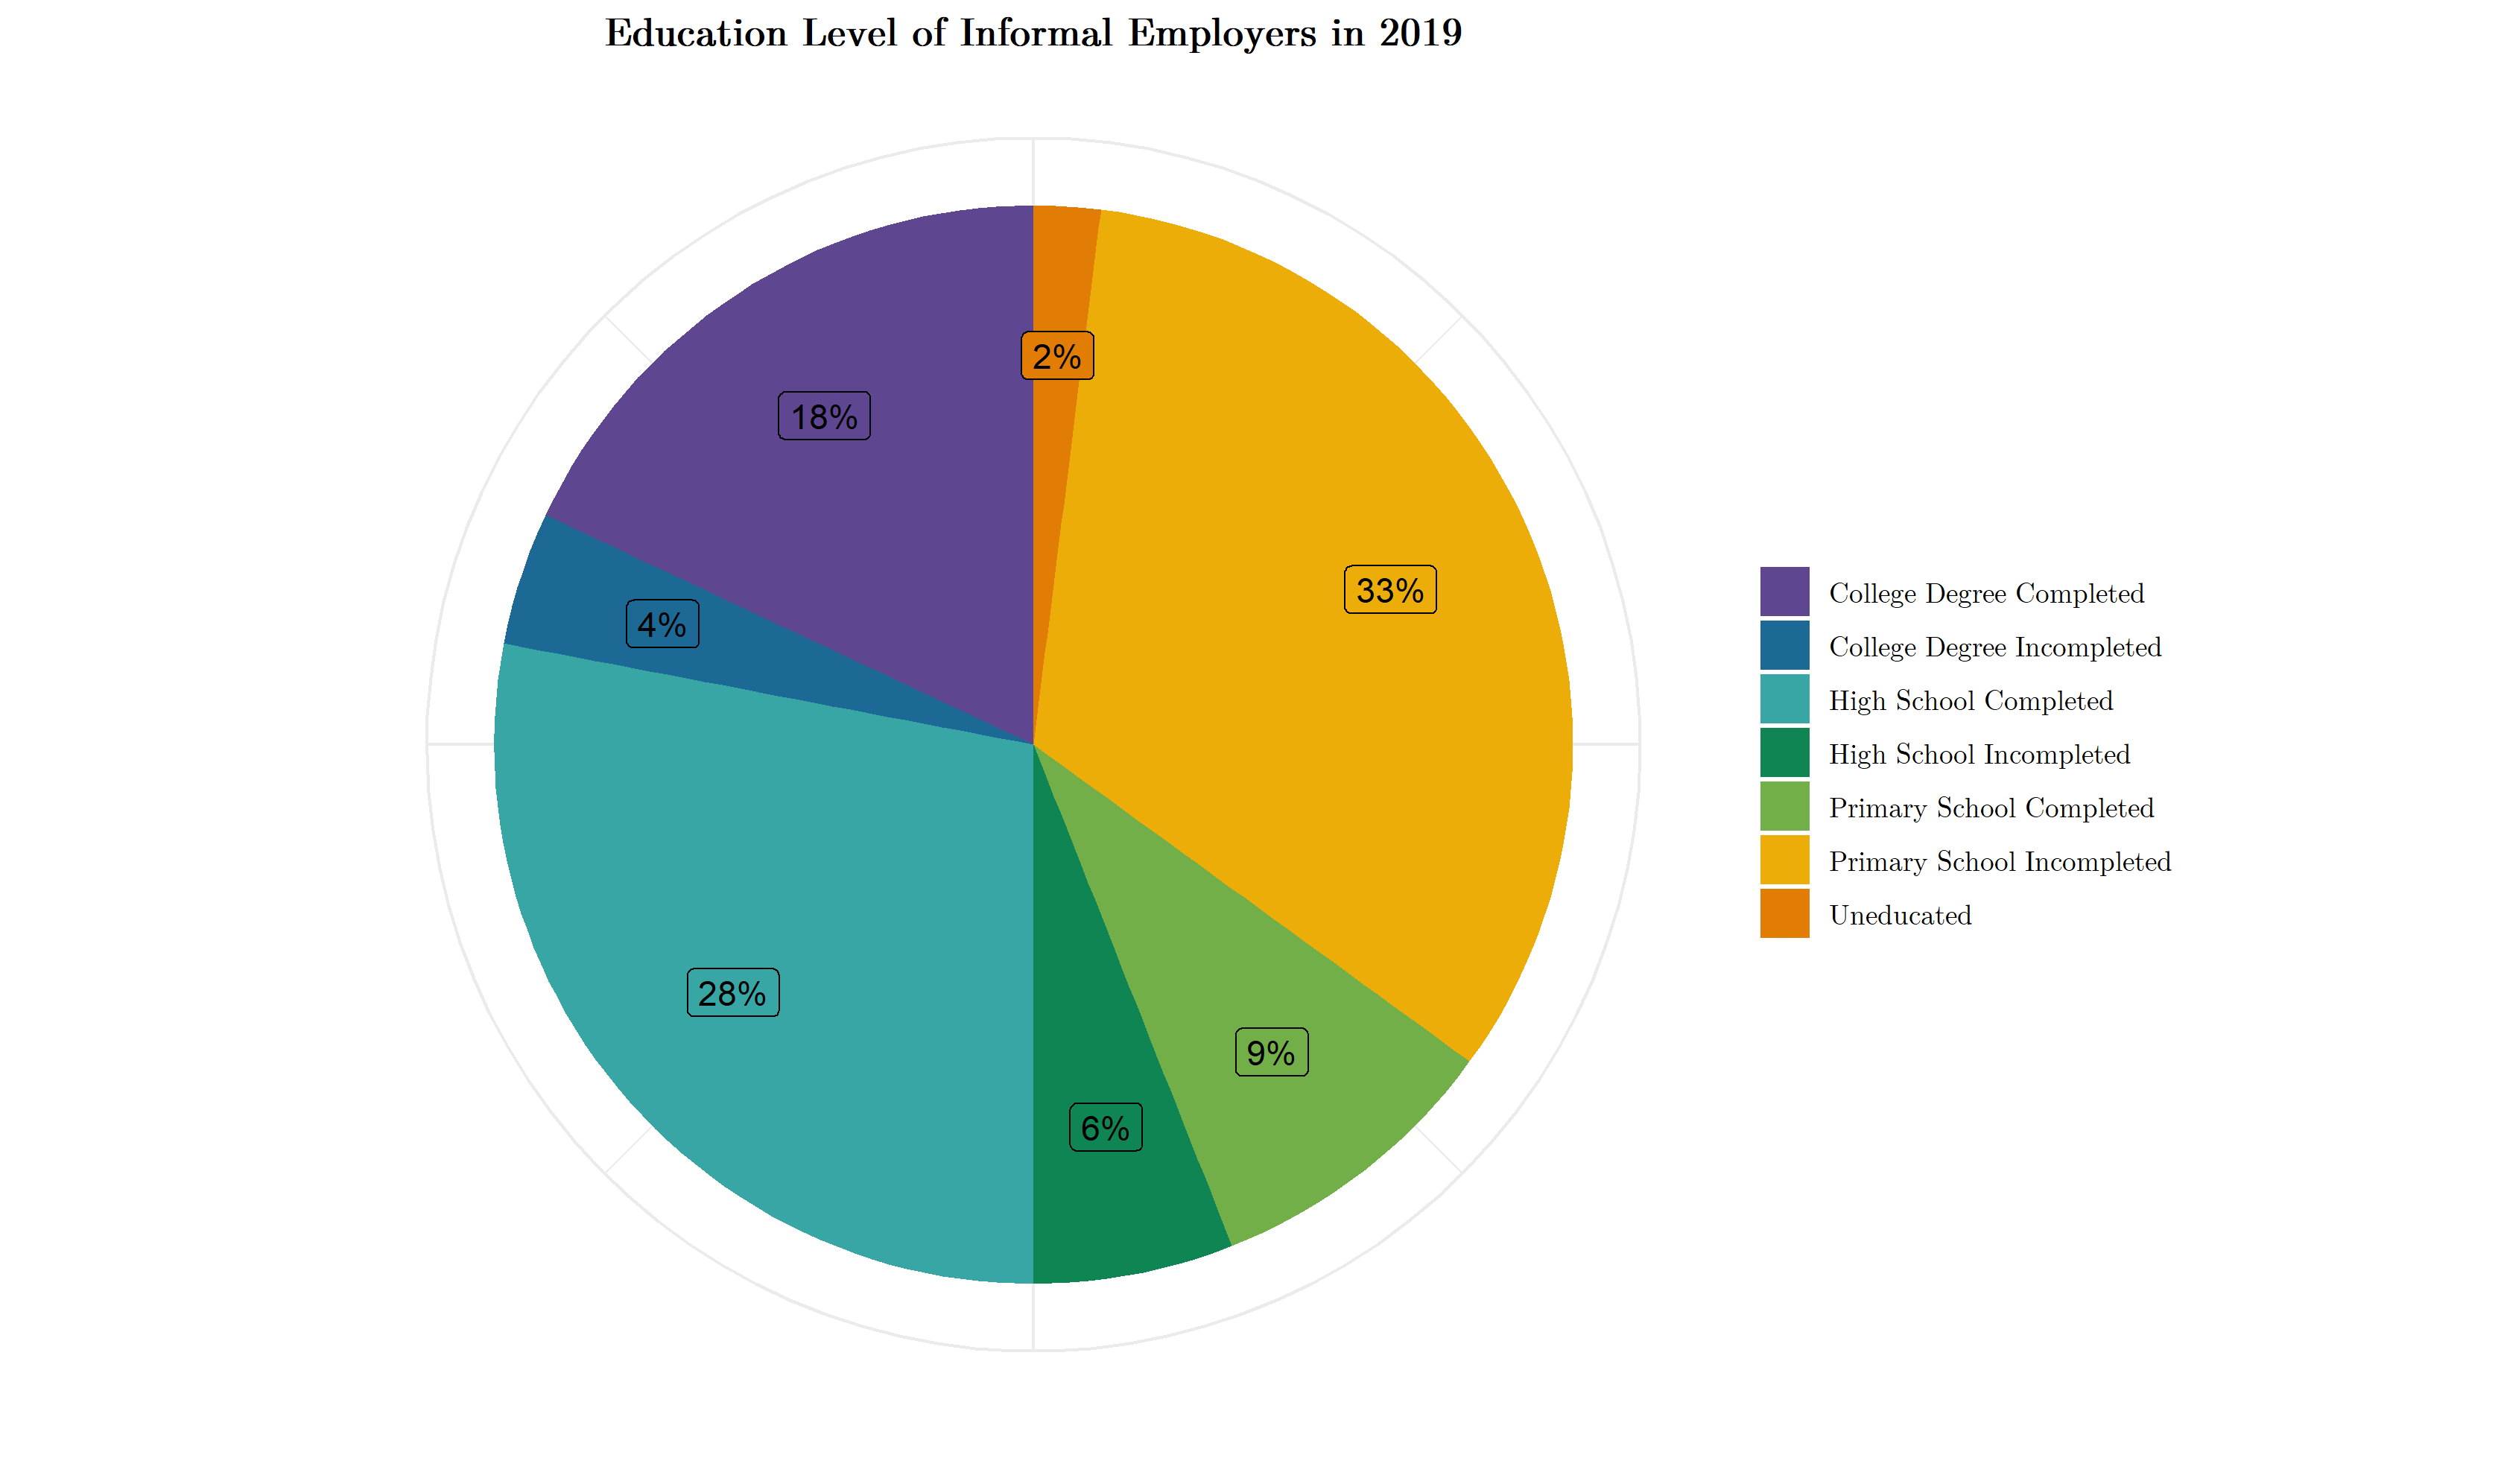 Education Level of Informal Employers in 2019
2%
18%
33%
4%
28%
9%
6%
College Degree Completed
College Degree Incompleted
High School Completed
High School Incompleted
Primary School Completed
Primary School Incompleted
Uneducated